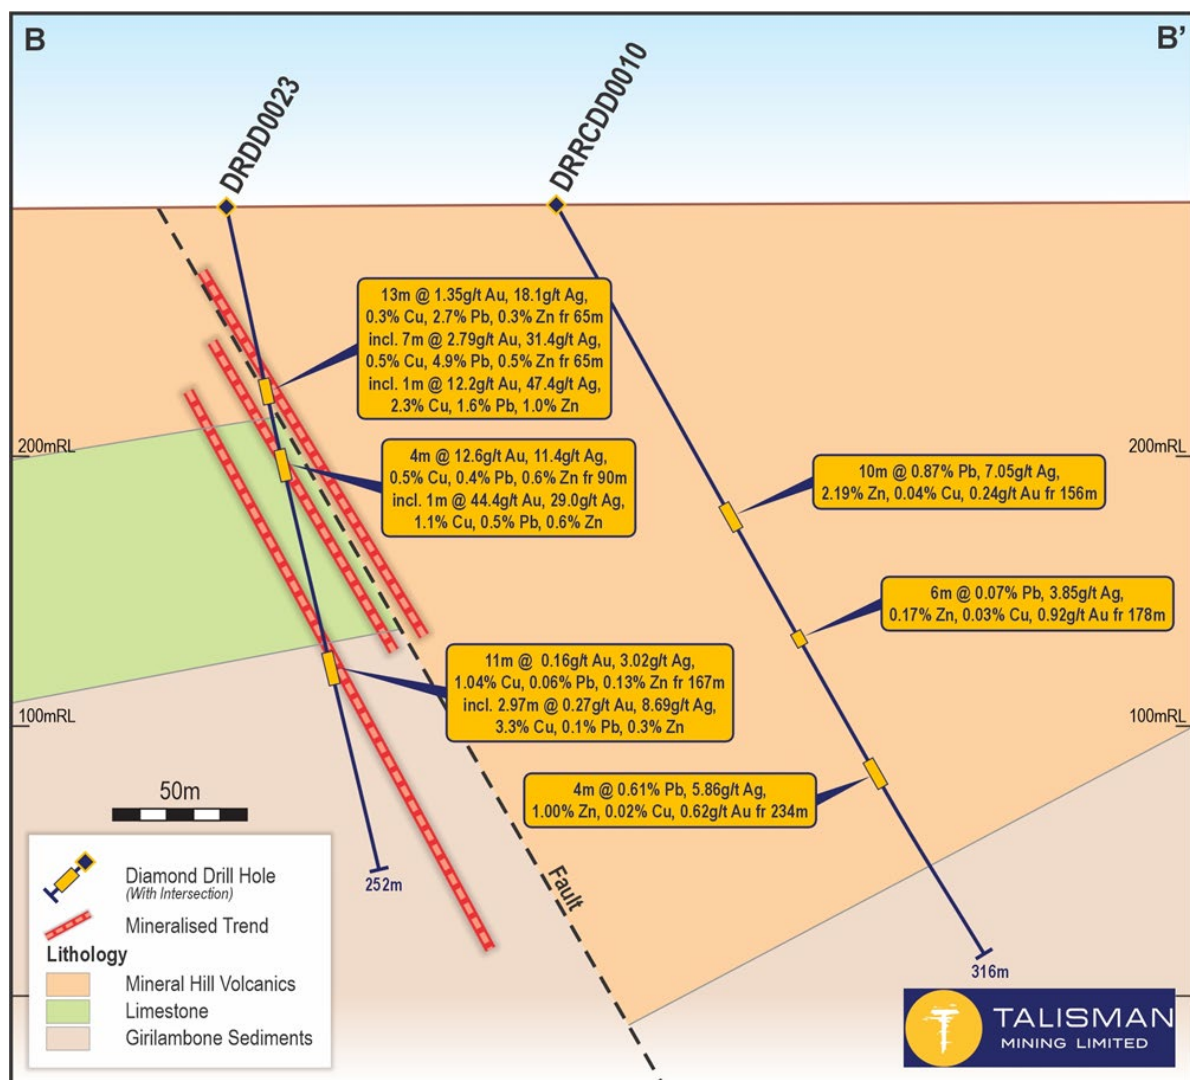 B
B'
DRDD0023
DRRCDD0010
13m @ 1.35g/t Au, 18.1g/t Ag,
0.3% Cu, 2.7% Pb, 0.3% Zn fr 65m
incl. 7m @ 2.79g/t Au, 31.4g/t Ag,
0.5% Cu, 4.9% Pb, 0.5% Zn fr 65m
incl. 1m @ 12.2g/t Au, 47.4g/t Ag,
2.3% Cu, 1.6% Pb, 1.0% Zn
200mRL
200mRL
4m @ 12.6g/t Au, 11.4g/t Ag,
0.5% Cu, 0.4% Pb, 0.6% Zn fr 90m
incl. 1m @ 44.4g/t Au, 29.0g/t Ag,
1.1% Cu, 0.5% Pb, 0.6% Zn
10m @ 0.87% Pb, 7.05g/t Ag,
2.19% Zn, 0.04% Cu, 0.24g/t Au fr 156m
6m @ 0.07% Pb, 3.85g/t Ag,
0.17% Zn, 0.03% Cu, 0.92g/t Au fr 178m
11m @ 0.16g/t Au, 3.02g/t Ag,
1.04% Cu, 0.06% Pb, 0.13% Zn fr 167m
incl. 2.97m @ 0.27g/t Au, 8.69g/t Ag,
3.3% Cu, 0.1% Pb, 0.3% Zn
100mRL
100mRL
4m @ 0.61% Pb, 5.86g/t Ag,
1.00% Zn, 0.02% Cu, 0.62g/t Au fr 234m
50m
252m
Fault
316m
Diamond Drill Hole
(With Intersection)
Mineralised Trend
Lithology
Mineral Hill Volcanics
Limestone
Girilambone Sediments
TALISMAN
MINING LIMITED